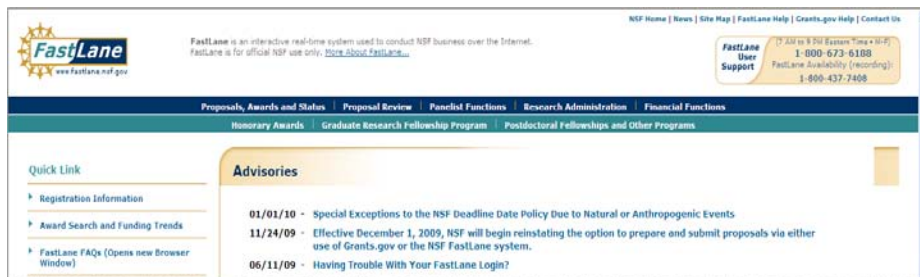 NSF Home | News | Site Map | FastLane Help | Grants.gov Help | Contact Us
FastLane
www.fastlane.nsf.gov
FastLane is an interactive real-time system used to conduct NSF business over the Internet.
FastLane is for official NSF use only. More About FastLane...
FastLane
User
Support
(7 AM to 9 PM Eastern Time • M-F)
1-800-673-6188
FastLane Availability (recording):
1-800-437-7408
Proposals, Awards and Status | Proposal Review | Panelist Functions | Research Administration | Financial Functions
Honorary Awards | Graduate Research Fellowship Program | Postdoctoral Fellowships and Other Programs
Quick Link
Registration Information
Award Search and Funding Trends
FastLane FAQs (Opens new Browser
Window)
Advisories
01/01/10 - Special Exceptions to the NSF Deadline Date Policy Due to Natural or Anthropogenic Events
11/24/09 - Effective December 1, 2009, NSF will begin reinstating the option to prepare and submit proposals via either
use of Grants.gov or the NSF FastLane system.
06/11/09 - Having Trouble With Your FastLane Login?